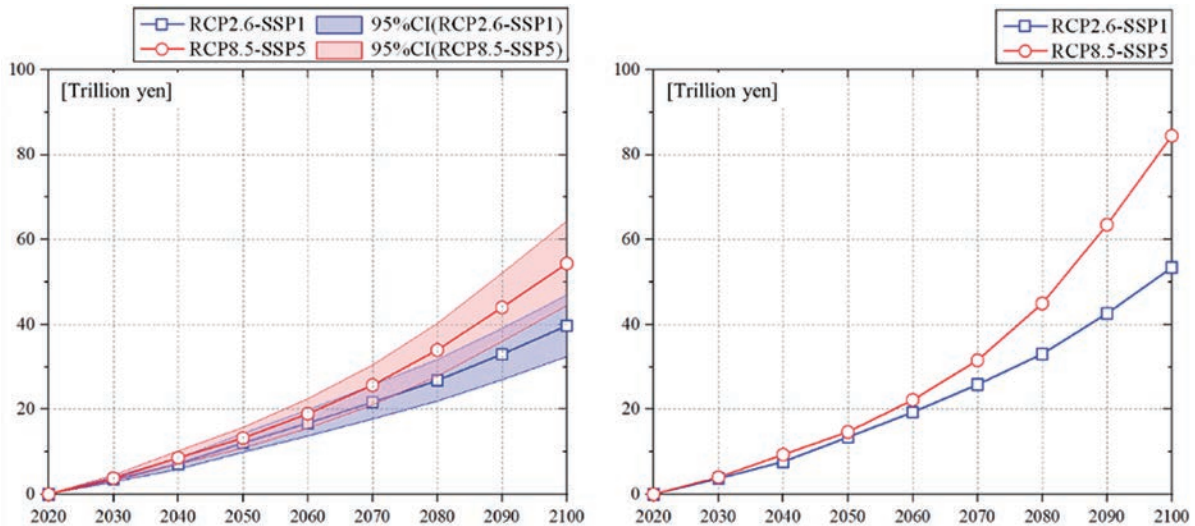 RCP2.6-SSP1 95%CI(RCP2.6-SSP1)
RCP8.5-SSP5 95%CI(RCP8.5-SSP5)
[Trillion yen]
100
80
60
40
20
0
2020 2030 2040 2050 2060 2070 2080 2090 2100
RCP2.6-SSP1
RCP8.5-SSP5
[Trillion yen]
100
80
60
40
20
0
2020 2030 2040 2050 2060 2070 2080 2090 2100